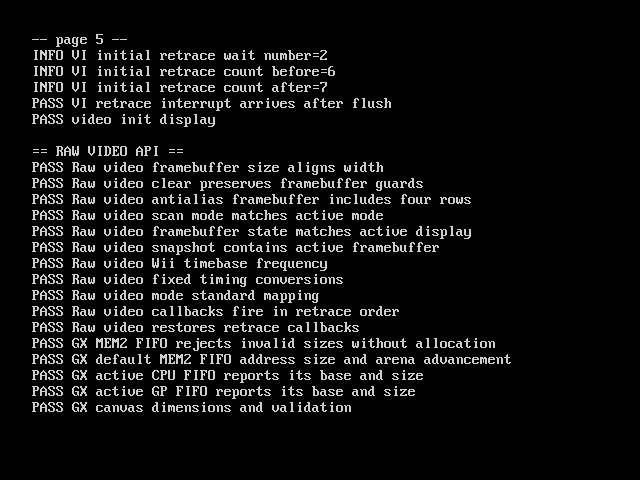 -- page 5 --
INFO VI initial retrace wait number=2
INFO VI initial retrace count before=6
INFO VI initial retrace count after=7
PASS VI retrace interrupt arrives after flush
PASS video init display
== RAW VIDEO API ==
PASS Raw video framebuffer size aligns width
PASS Raw video clear preserves framebuffer guards
PASS Raw video antialias framebuffer includes four rows
PASS Raw video scan mode matches active mode
PASS Raw video framebuffer state matches active display
PASS Raw video snapshot contains active framebuffer
PASS Raw video Wii timebase frequency
PASS Raw video fixed timing conversions
PASS Raw video mode standard mapping
PASS Raw video callbacks fire in retrace order
PASS Raw video restores retrace callbacks
PASS GX MEM2 FIFO rejects invalid sizes without allocation
PASS GX default MEM2 FIFO address size and arena advancement
PASS GX active CPU FIFO reports its base and size
PASS GX active GP FIFO reports its base and size
PASS GX canvas dimensions and validation